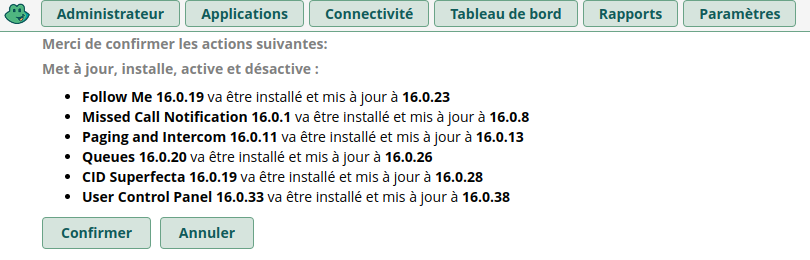 Administrateur Applications Connectivité Tableau de bord Rapports Paramètres
Merci de confirmer les actions suivantes:
Met à jour, installe, active et désactive :
Follow Me 16.0.19 va être installé et mis à jour à 16.0.23
Missed Call Notification 16.0.1 va être installé et mis à jour à 16.0.8
Paging and Intercom 16.0.11 va être installé et mis à jour à 16.0.13
Queues 16.0.20 va être installé et mis à jour à 16.0.26
CID Superfecta 16.0.19 va être installé et mis à jour à 16.0.28
User Control Panel 16.0.33 va être installé et mis à jour à 16.0.38
Confirmer Annuler